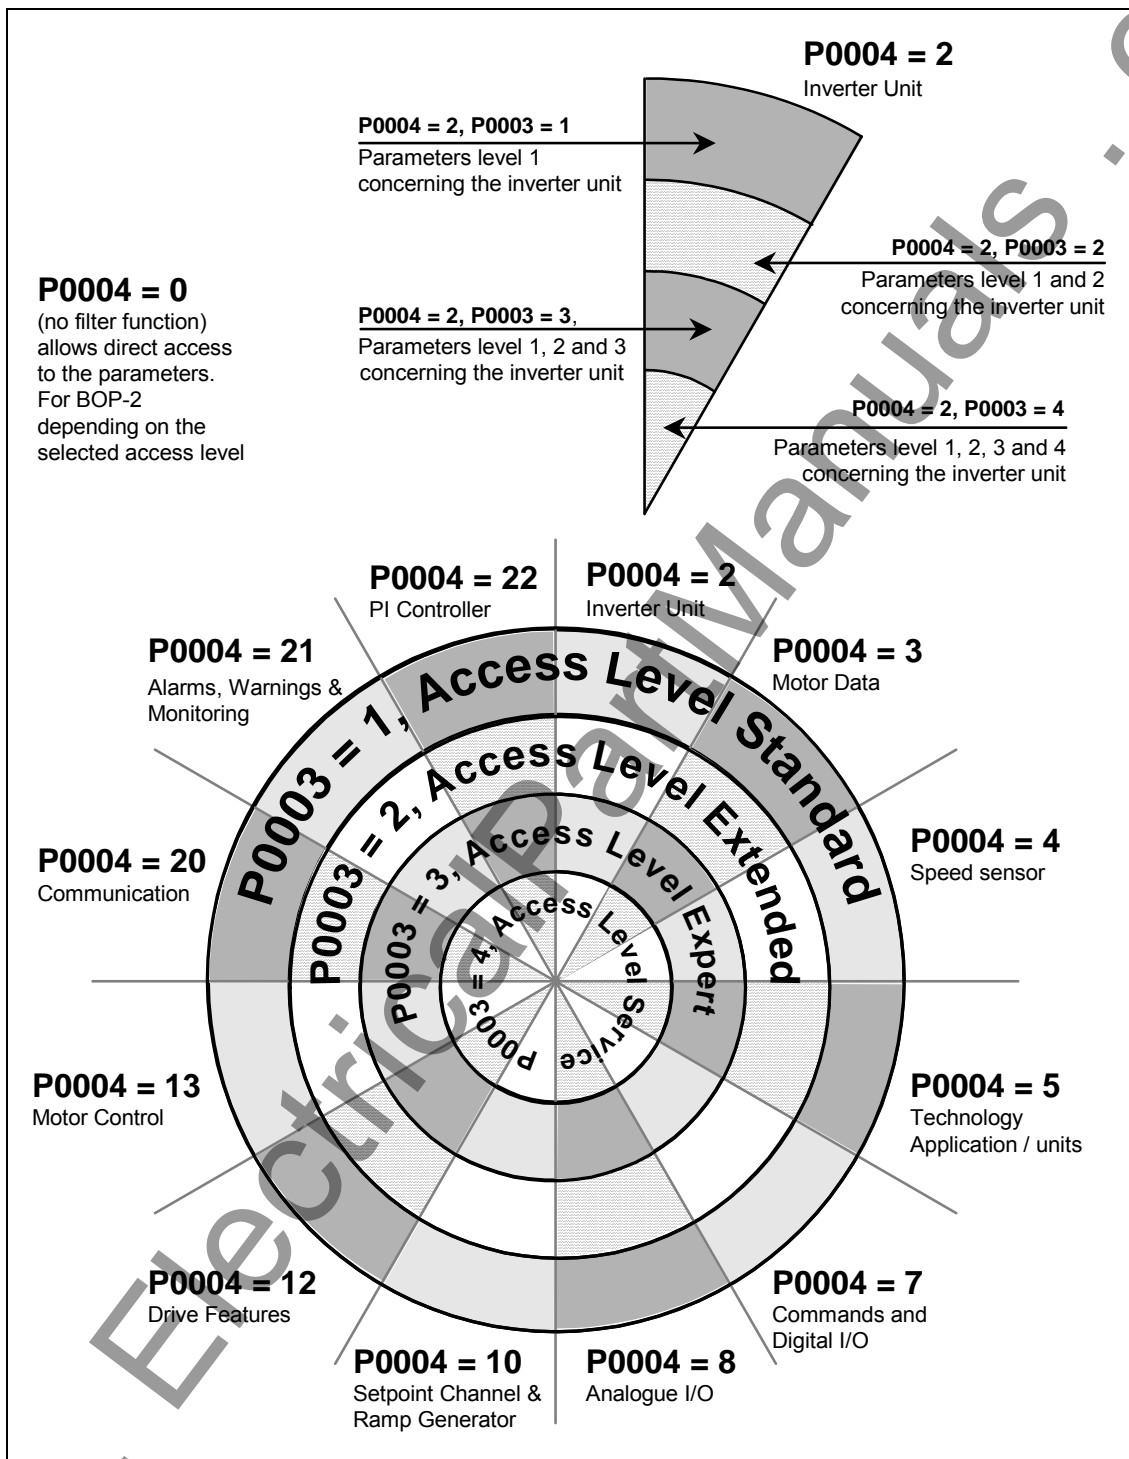 P0004 = 2
Inverter Unit
P0004 = 2, P0003 = 1
Parameters level 1
concerning the inverter unit
P0004 = 2, P0003 = 2
Parameters level 1 and 2
concerning the inverter unit
P0004 = 0
(no filter function)
allows direct access
to the parameters.
For BOP-2
depending on the
selected access level
P0004 = 2, P0003 = 3,
Parameters level 1, 2 and 3
concerning the inverter unit
P0004 = 2, P0003 = 4
Parameters level 1, 2, 3 and 4
concerning the inverter unit
P0004 = 22
PI Controller
P0004 = 2
Inverter Unit
P0004 = 21
Alarms, Warnings &
Monitoring
P0004 = 3
Motor Data
P0003 = 1, Access Level Standard
P0003 = 2, Access Level Extended
P0003 = 3, Access Level Expert
P0003 = 4, Access Level Service
P0004 = 20
Communication
P0004 = 4
Speed sensor
P0004 = 13
Motor Control
P0004 = 5
Technology
Application / units
P0004 = 12
Drive Features
P0004 = 7
Commands and
Digital I/O
P0004 = 10
Setpoint Channel &
Ramp Generator
P0004 = 8
Analogue I/O
ElectricalPartManuals .